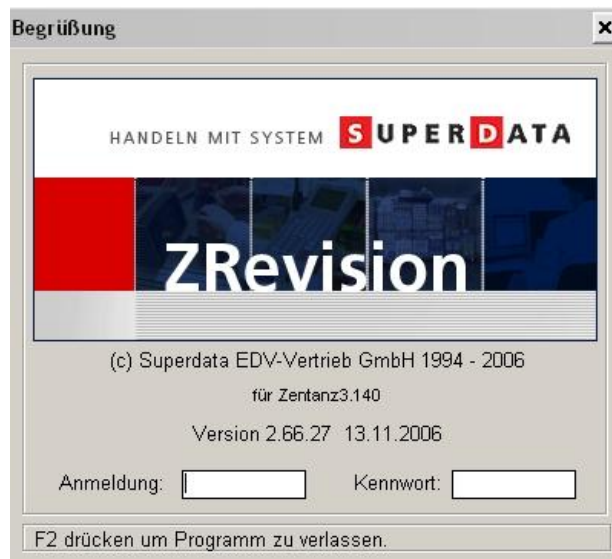 Begrüßung
HANDELN MIT SYSTEM SUPERDATA
ZRevision
(c) Superdata EDV-Vertrieb GmbH 1994 - 2006
für Zentanz3.140
Version 2.66.27 13.11.2006
Anmeldung: Kennwort:
F2 drücken um Programm zu verlassen.